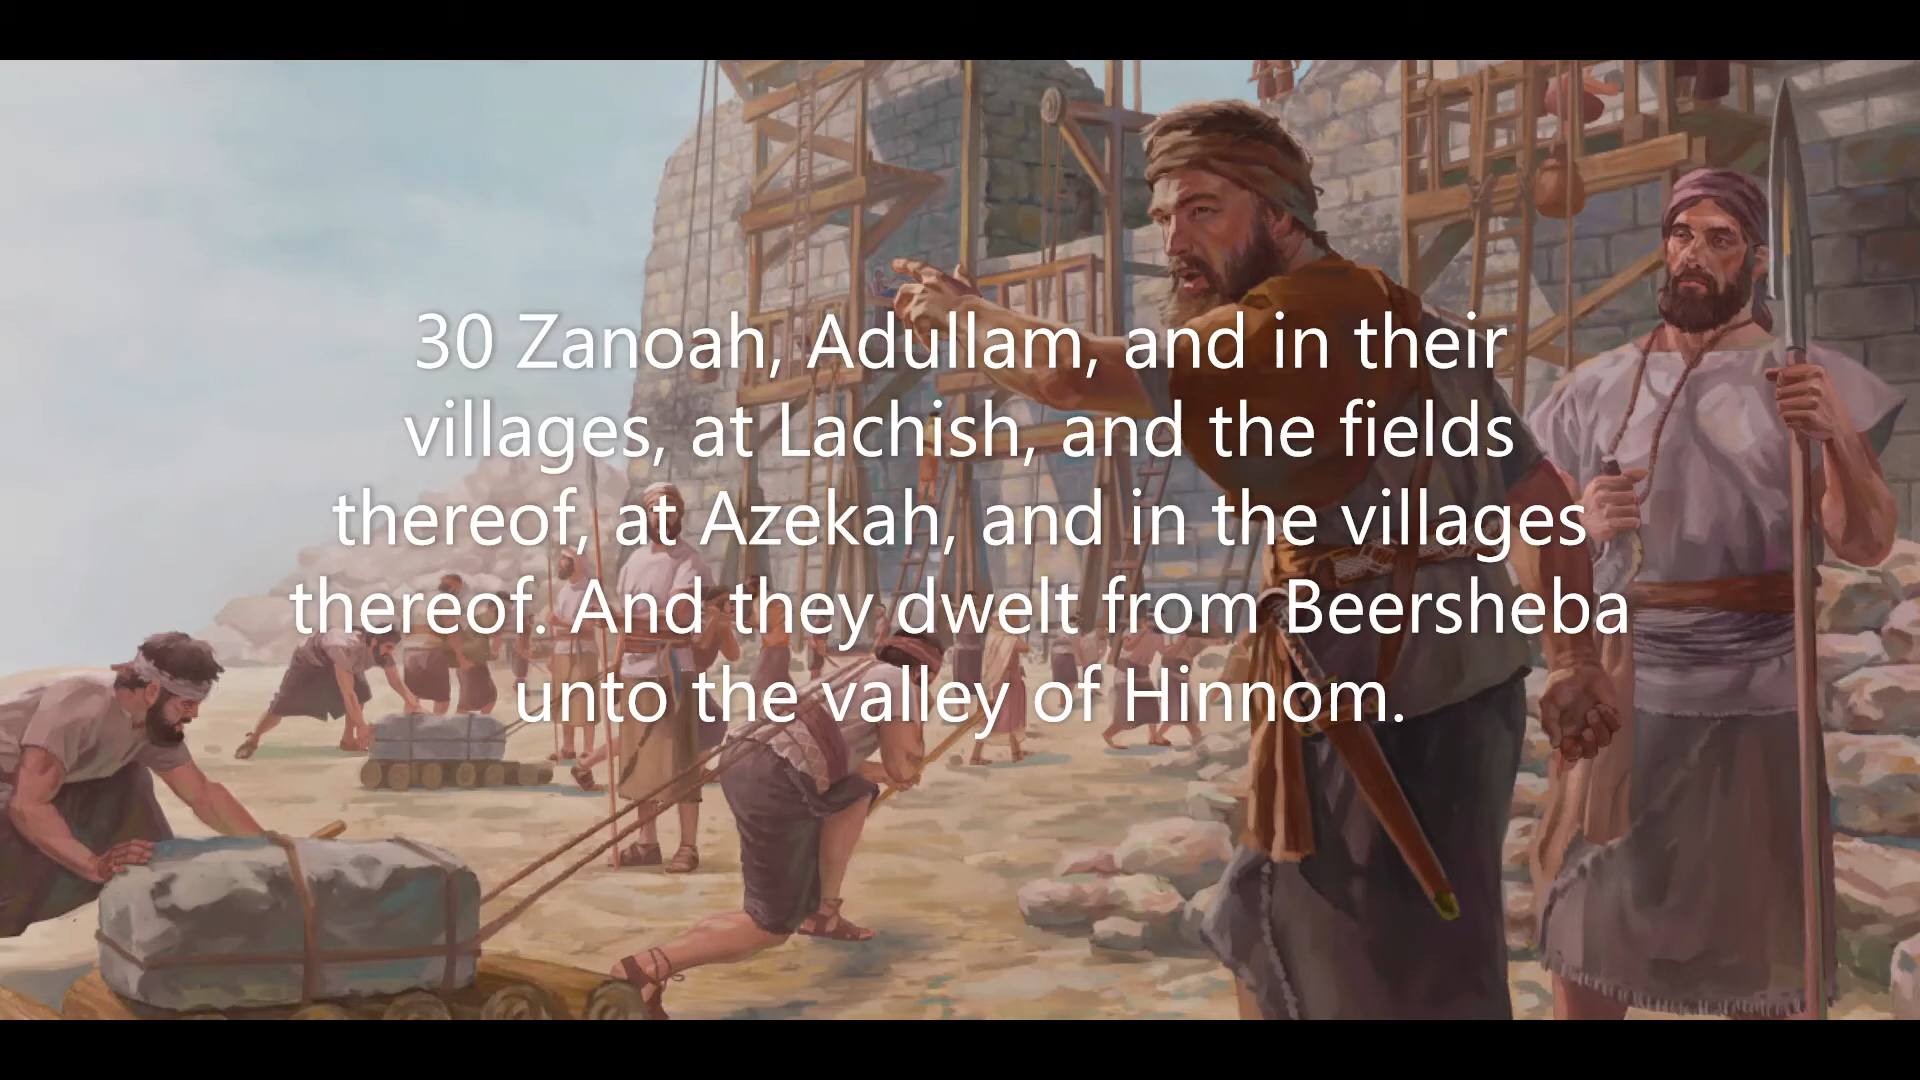 30 Zanoah, Adullam, and in their
villages, at Lachish, and the fields
thereof, at Azekah, and in the villages
thereof. And they dwelt from Beersheba
unto the valley of Hinnom.